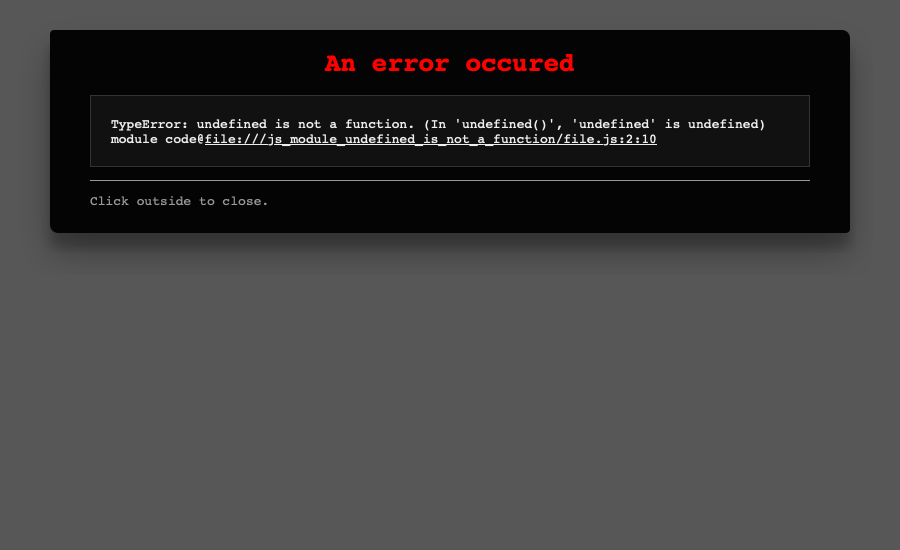 An error occured
TypeError: undefined is not a function. (In 'undefined()', 'undefined' is undefined)
module code@file:///js_module_undefined_is_not_a_function/file.js:2:10
Click outside to close.